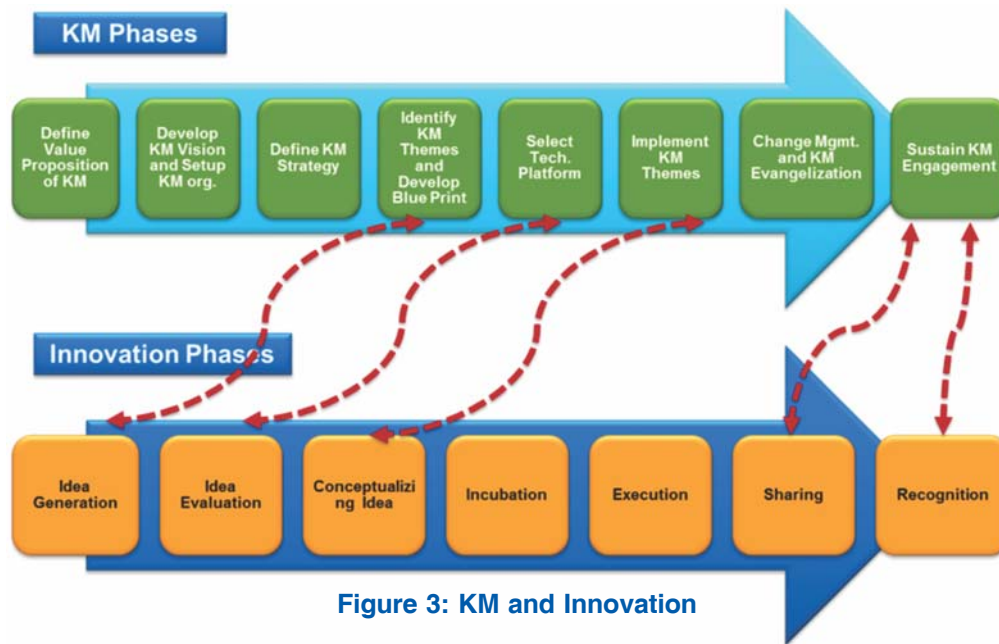 KM Phases
Define
Value
Proposition
of KM
Develop
KM Vision
and Setup
KM org.
Define KM
Strategy
Identify
KM
Themes
and
Develop
Blue Print
Select
Tech.
Platform
Implement
KM
Themes
Change Mgmt.
and KM
Evangelization
Sustain KM
Engagement
Innovation Phases
Idea
Generation
Idea
Evaluation
Conceptualizi
ng Idea
Incubation
Execution
Sharing
Recognition
Figure 3: KM and Innovation